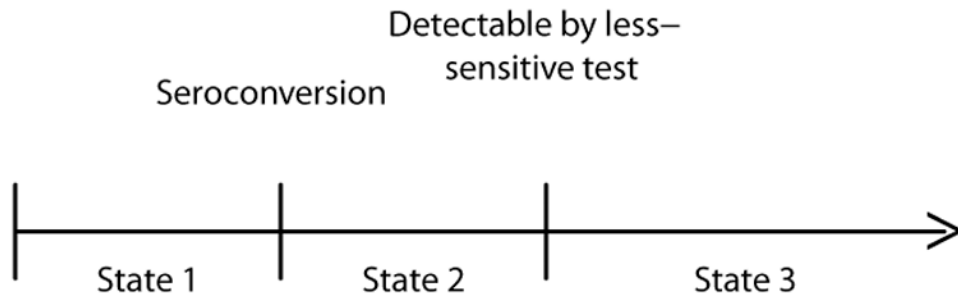 Detectable by less–
sensitive test
Seroconversion
State 1
State 2
State 3